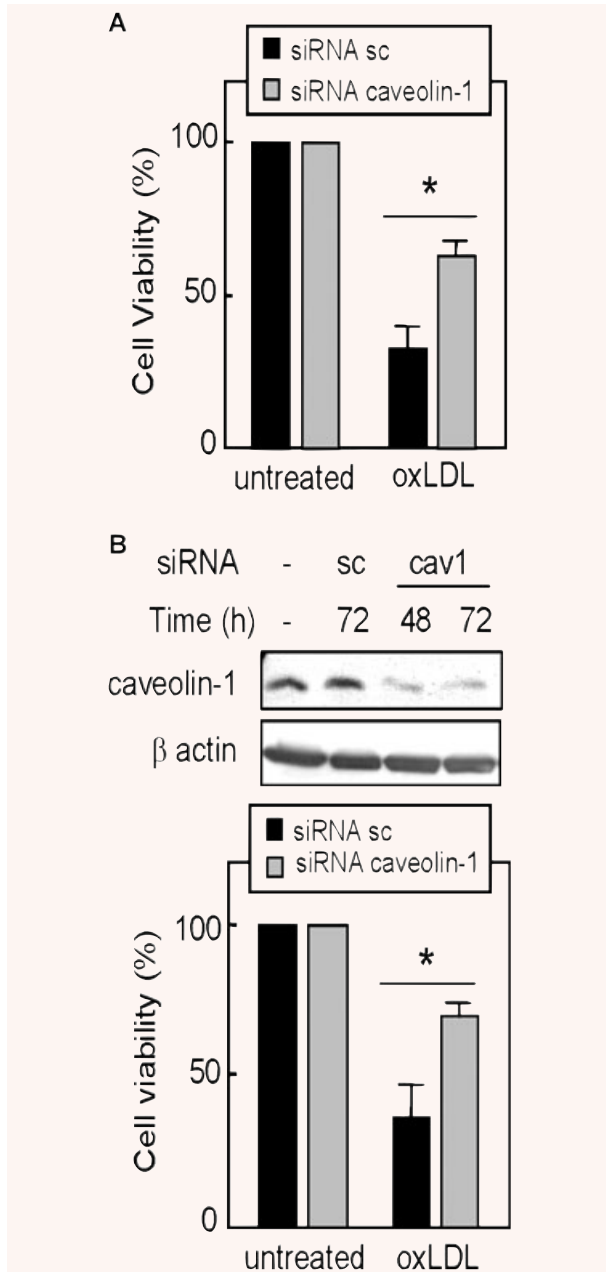 A
siRNA sc
siRNA caveolin-1
100
50
0
Cell Viability (%)
*
untreated oxLDL
B
siRNA - sc cav1
Time (h) - 72 48 72
caveolin-1
β actin
siRNA sc
siRNA caveolin-1
100
50
0
Cell viability (%)
*
untreated oxLDL